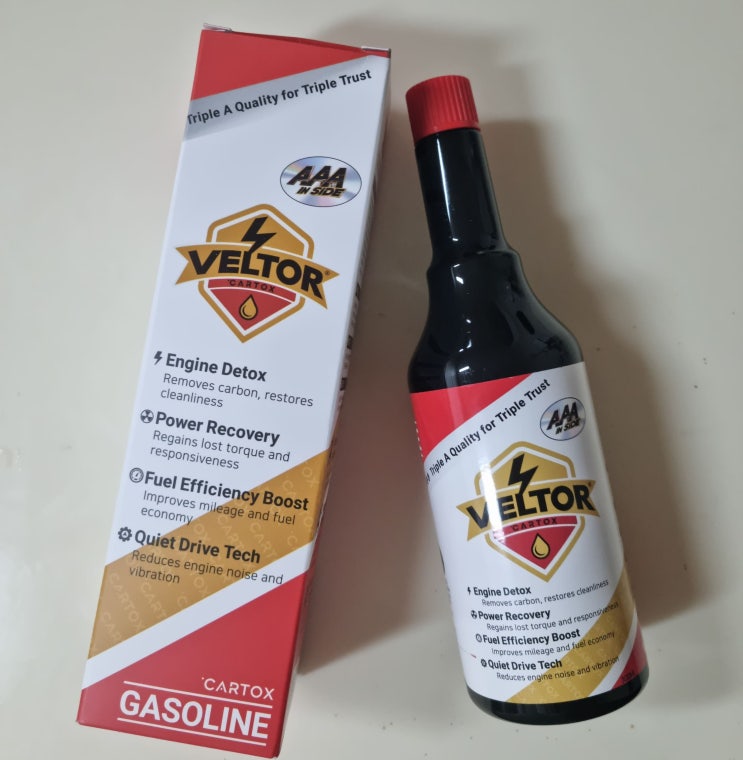 Triple A Quality for Triple Trust
AAA
IN SIDE
VELTOR®
CARTOX
Engine Detox
Removes carbon, restores
cleanliness
Power Recovery
Regains lost torque and
responsiveness
Fuel Efficiency Boost
Improves mileage and fuel
economy
Quiet Drive Tech
Reduces engine noise and
vibration
CARTOX
GASOLINE
Triple A Quality for Triple Trust
AAA
IN SIDE
VELTOR®
CARTOX
Engine Detox
Removes carbon, restores cleanliness
Power Recovery
Regains lost torque and responsiveness
Fuel Efficiency Boost
Improves mileage and fuel economy
Quiet Drive Tech
Reduces engine noise and vibration